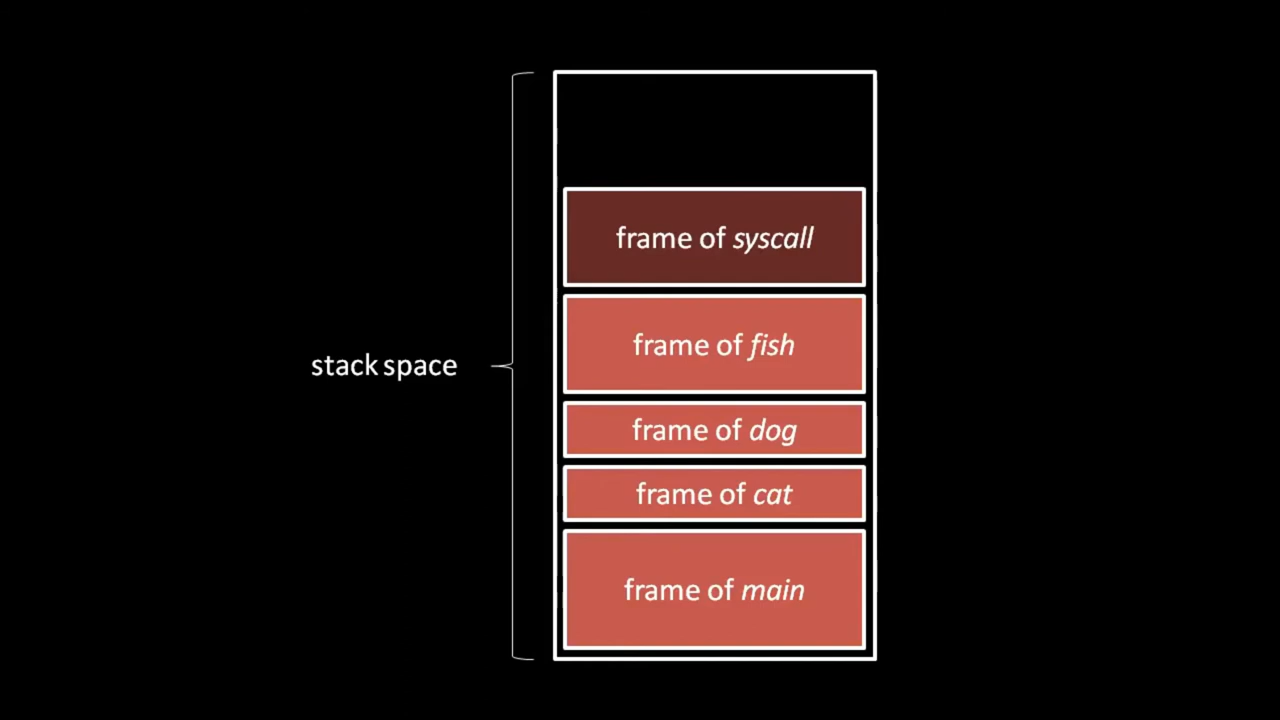 frame of syscall
frame of fish
stack space
frame of dog
frame of cat
frame of main